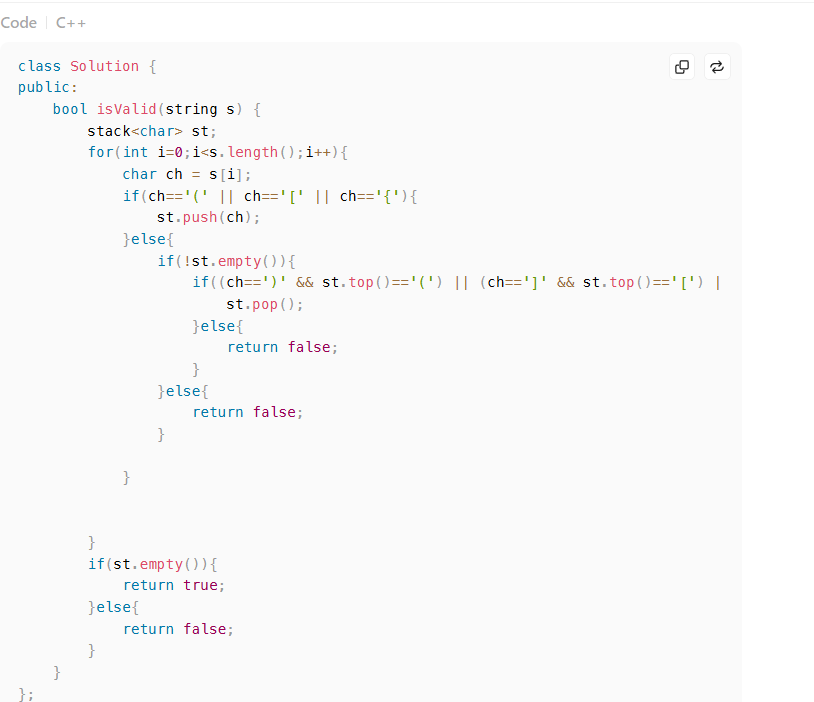 Code | C++
class Solution {
public:
    bool isValid(string s) {
        stack<char> st;
        for(int i=0;i<s.length();i++){
            char ch = s[i];
            if(ch=='(' || ch=='[' || ch=='{'){
                st.push(ch);
            }else{
                if(!st.empty()){
                    if((ch==')' && st.top()=='(') || (ch==']' && st.top()=='[') |
                        st.pop();
                    }else{
                        return false;
                    }
                }else{
                    return false;
                }
            }
        }
        if(st.empty()){
            return true;
        }else{
            return false;
        }
    }
};